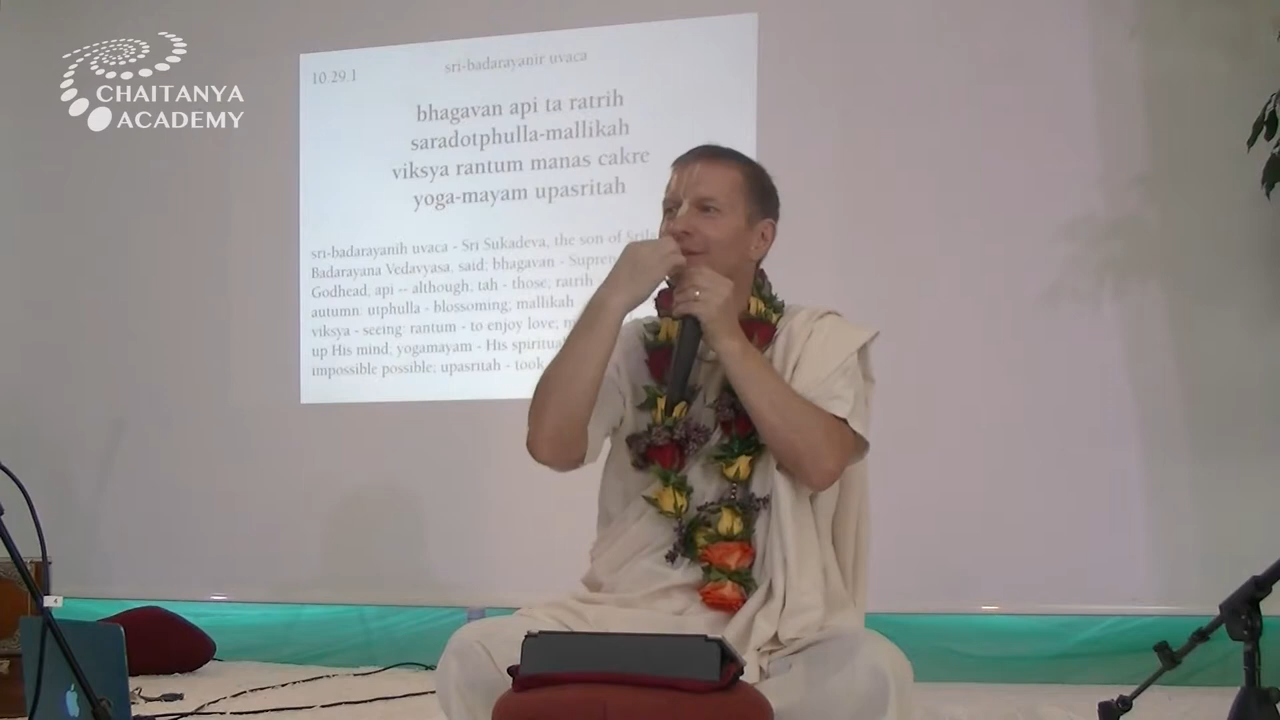 CHAITANYA
ACADEMY
10.29.1
sri-badarayanir uvaca
bhagavan api ta ratrih
saradotphulla-mallikah
viksya rantum manas cakre
yoga-mayam upasritah
sri-badarayanih uvaca - Sri Sukadeva, the son of Srila
Badarayana Vedavyasa, said; bhagavan -
Godhead; api -- although; tah - those; ratrih
autumn; utphulla - blossoming; mallikah
viksya - seeing; rantum - to enjoy love;
up His mind; yogamayam - His
impossible possible; upasritah - took